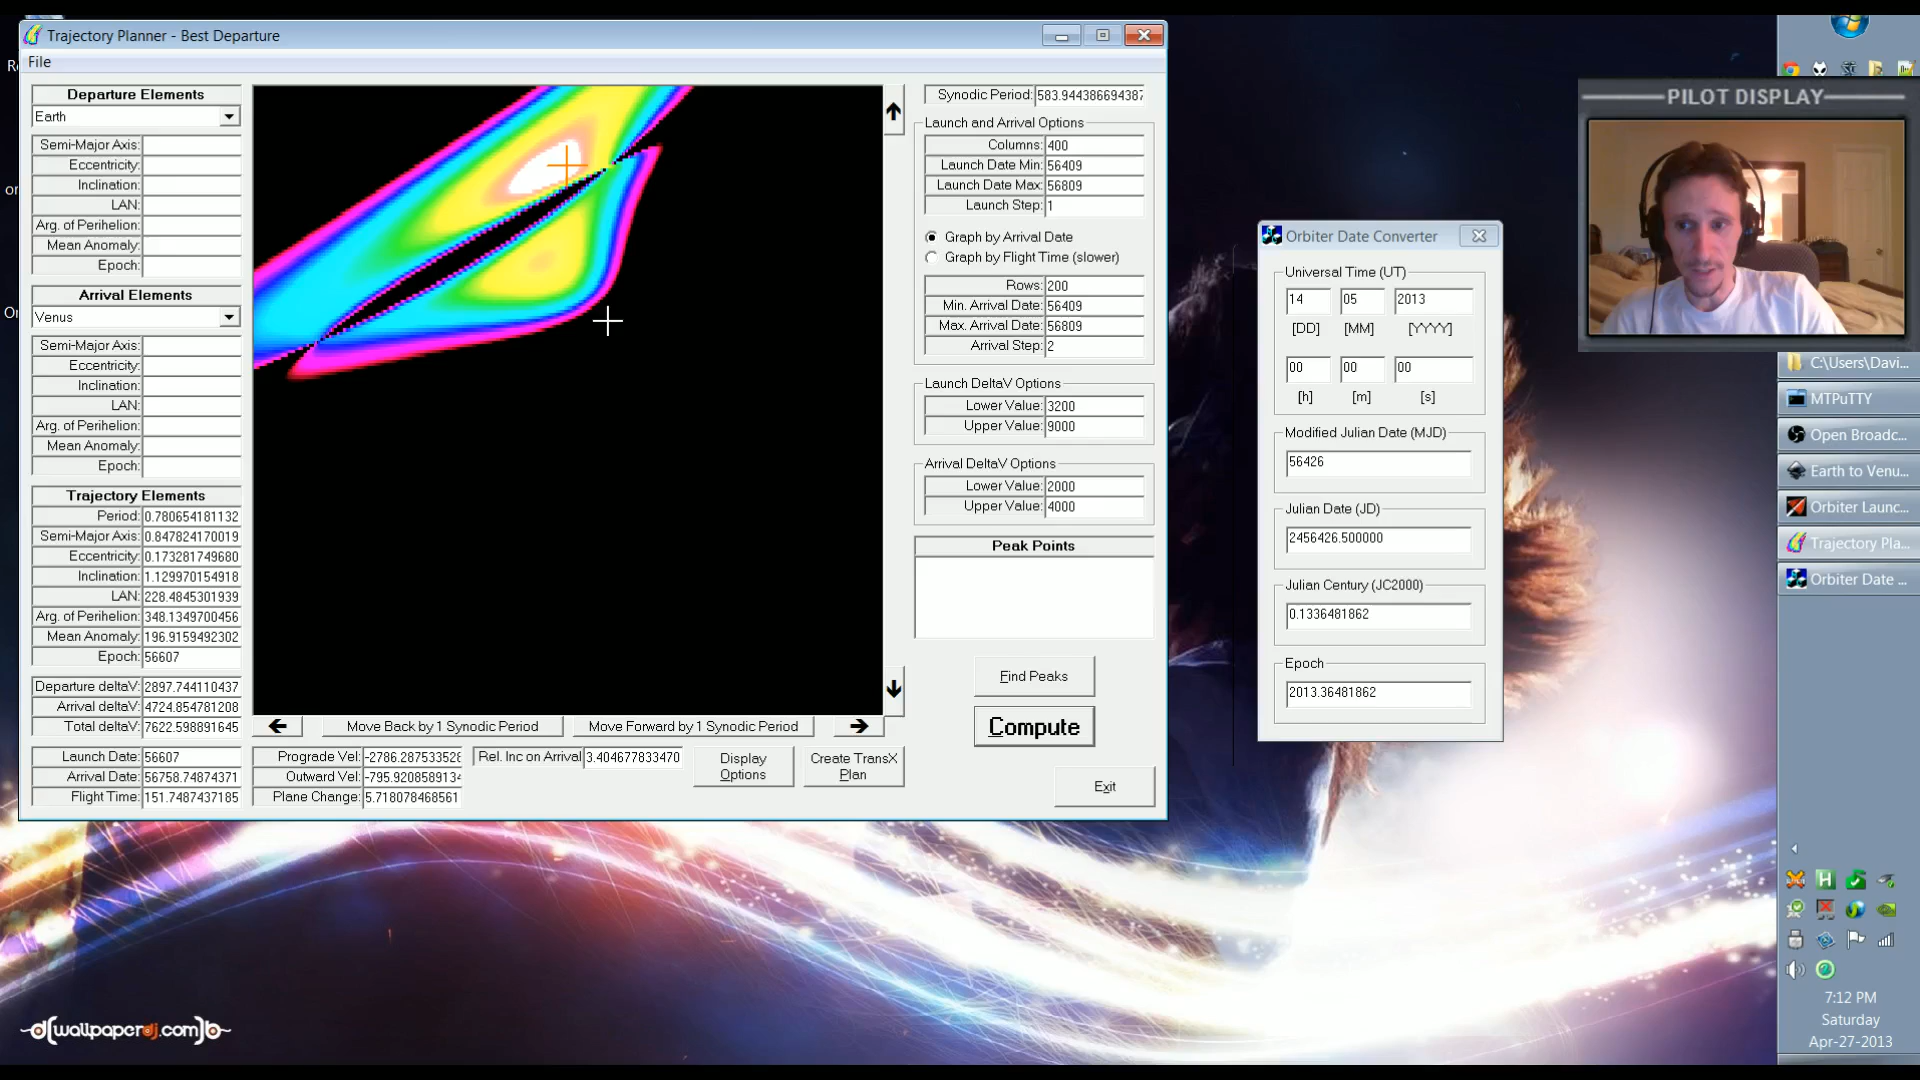 Trajectory Planner - Best Departure
File
Departure Elements
Earth
Semi-Major Axis:
Eccentricity:
Inclination:
LAN:
Arg. of Perihelion:
Mean Anomaly:
Epoch:
Arrival Elements
Venus
Semi-Major Axis:
Eccentricity:
Inclination:
LAN:
Arg. of Perihelion:
Mean Anomaly:
Epoch:
Trajectory Elements
Period: 0.780654181132
Semi-Major Axis: 0.847824170019
Eccentricity: 0.173281749680
Inclination: 1.129970154918
LAN: 228.4845301939
Arg. of Perihelion: 348.1349700456
Mean Anomaly: 196.9159492302
Epoch: 56607
Departure deltaV: 2897.744110437
Arrival deltaV: 4724.854781208
Total deltaV: 7622.598891645
Launch Date: 56607
Arrival Date: 56758.74874371
Flight Time: 151.7487437185
Move Back by 1 Synodic Period
Move Forward by 1 Synodic Period
Prograde Vel: -2786.287533528
Outward Vel: -795.9208589134
Plane Change: 5.718078468561
Rel. Inc on Arrival 3.404677833470
Display Options
Create TransX Plan
Synodic Period: 583.944386694387
Launch and Arrival Options
Columns: 400
Launch Date Min: 56409
Launch Date Max: 56809
Launch Step: 1
Graph by Arrival Date
Graph by Flight Time (slower)
Rows: 200
Min. Arrival Date: 56409
Max. Arrival Date: 56809
Arrival Step: 2
Launch DeltaV Options
Lower Value: 3200
Upper Value: 9000
Arrival DeltaV Options
Lower Value: 2000
Upper Value: 4000
Peak Points
Find Peaks
Compute
Exit
Orbiter Date Converter
Universal Time (UT)
14 05 2013
[DD] [MM] [YYYY]
00 00 00
[h] [m] [s]
Modified Julian Date (MJD)
56426
Julian Date (JD)
2456426.500000
Julian Century (JC2000)
0.1336481862
Epoch
2013.36481862
PILOT DISPLAY
C:\Users\Davi...
MTPuTTY
Open Broadc...
Earth to Venu...
Orbiter Launc...
Trajectory Pla...
Orbiter Date ...
7:12 PM
Saturday
Apr-27-2013
d[wallpaperdj.com]b